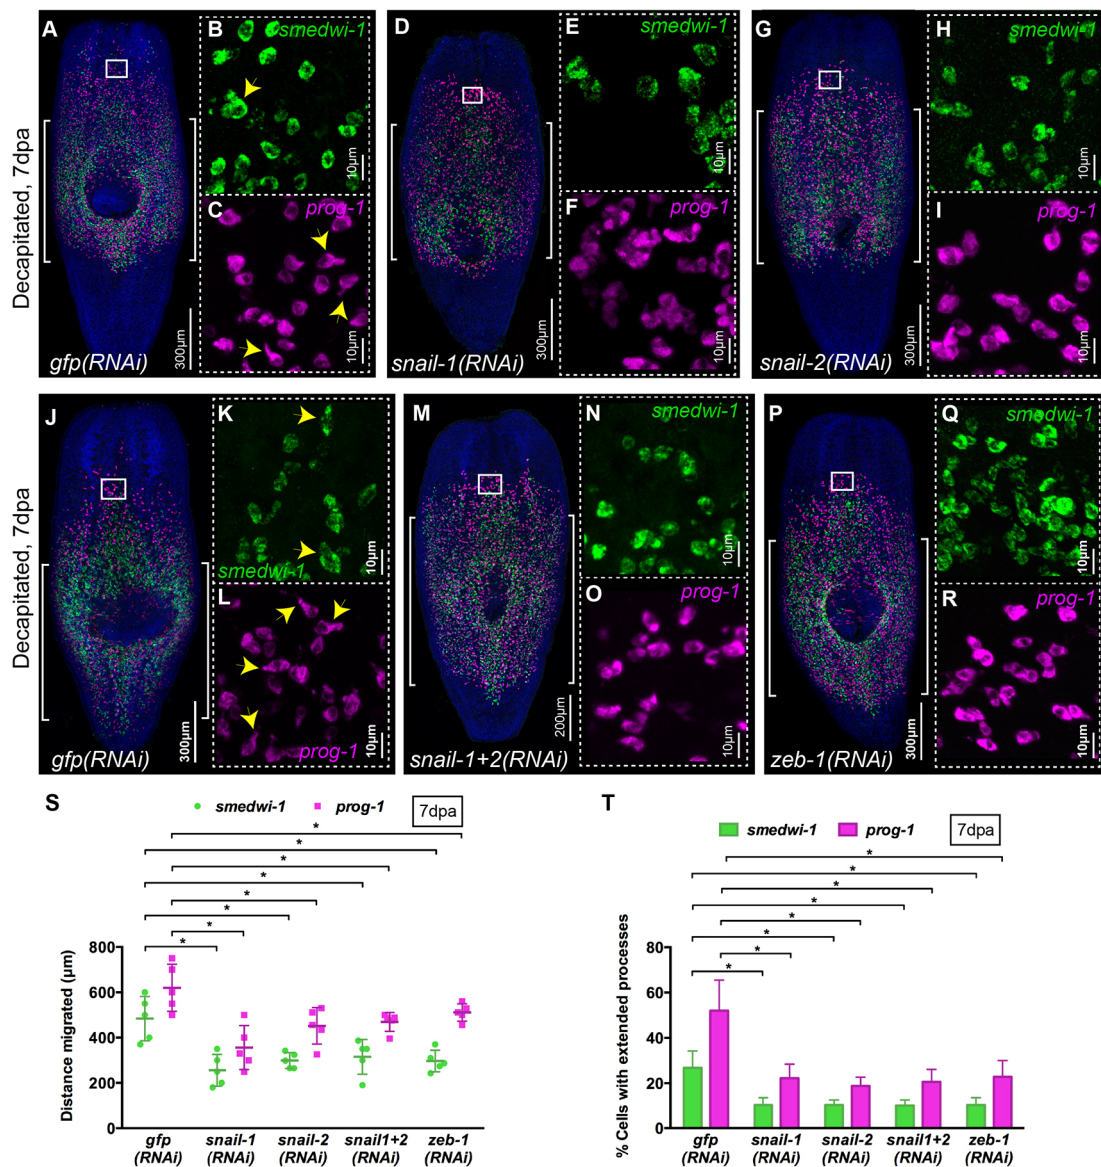 Decapitated, 7dpa
A
gfp(RNAi)
300µm
B
smedwi-1
10µm
C
prog-1
10µm
D
snail-1(RNAi)
300µm
E
smedwi-1
10µm
F
prog-1
10µm
G
snail-2(RNAi)
300µm
H
smedwi-1
10µm
I
prog-1
10µm
Decapitated, 7dpa
J
gfp(RNAi)
300µm
K
smedwi-1
10µm
L
prog-1
10µm
M
snail-1+2(RNAi)
200µm
N
smedwi-1
10µm
O
prog-1
10µm
P
zeb-1(RNAi)
300µm
Q
smedwi-1
10µm
R
prog-1
10µm
S
smedwi-1 prog-1 7dpa
*
*
*
*
*
*
*
*
Distance migrated (µm)
800
600
400
200
0
gfp snail-1 snail-2 snail1+2 zeb-1
(RNAi) (RNAi) (RNAi) (RNAi) (RNAi)
T
smedwi-1 prog-1 7dpa
*
*
*
*
*
*
*
*
% Cells with extended processes
80
60
40
20
0
gfp snail-1 snail-2 snail1+2 zeb-1
(RNAi) (RNAi) (RNAi) (RNAi) (RNAi)